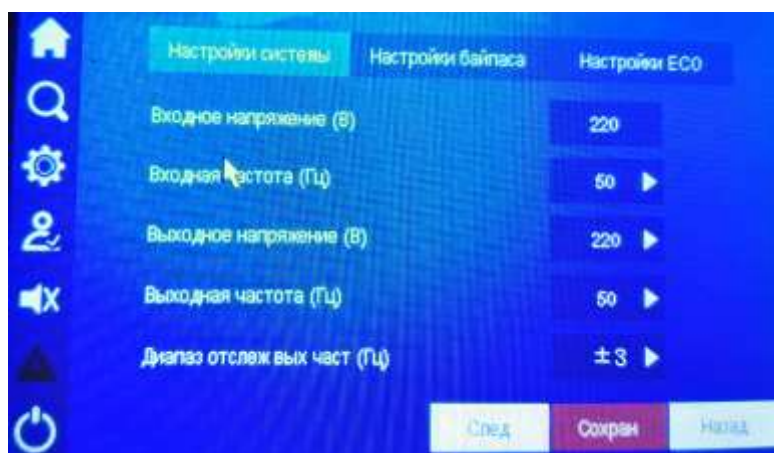 Настройки системы Настройки байпаса Настройки ECO
Входное напряжение (В) 220
Входная частота (Гц) 50
Выходное напряжение (В) 220
Выходная частота (Гц) 50
Диапаз отслеж вых част (Гц) ±3
След Сохран Назад